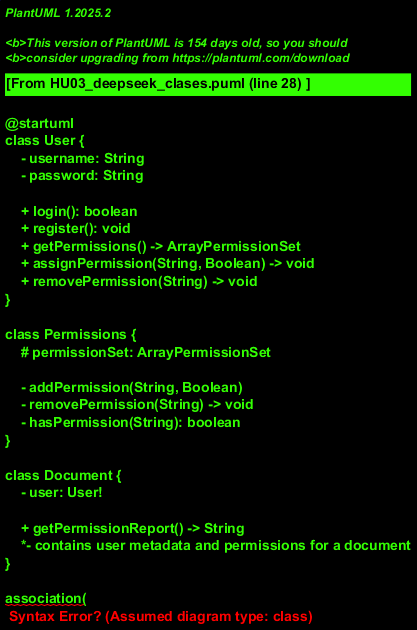 PlantUML 1.2025.2
<b>This version of PlantUML is 154 days old, so you should
<b>consider upgrading from https://plantuml.com/download
[From HU03_deepseek_clases.puml (line 28) ]
@startuml
class User {
- username: String
- password: String
+ login(): boolean
+ register(): void
+ getPermissions() -> ArrayPermissionSet
+ assignPermission(String, Boolean) -> void
+ removePermission(String) -> void
}
class Permissions {
# permissionSet: ArrayPermissionSet
- addPermission(String, Boolean)
- removePermission(String) -> void
- hasPermission(String): boolean
}
class Document {
- user: User!
+ getPermissionReport() -> String
*- contains user metadata and permissions for a document
}
association(
Syntax Error? (Assumed diagram type: class)